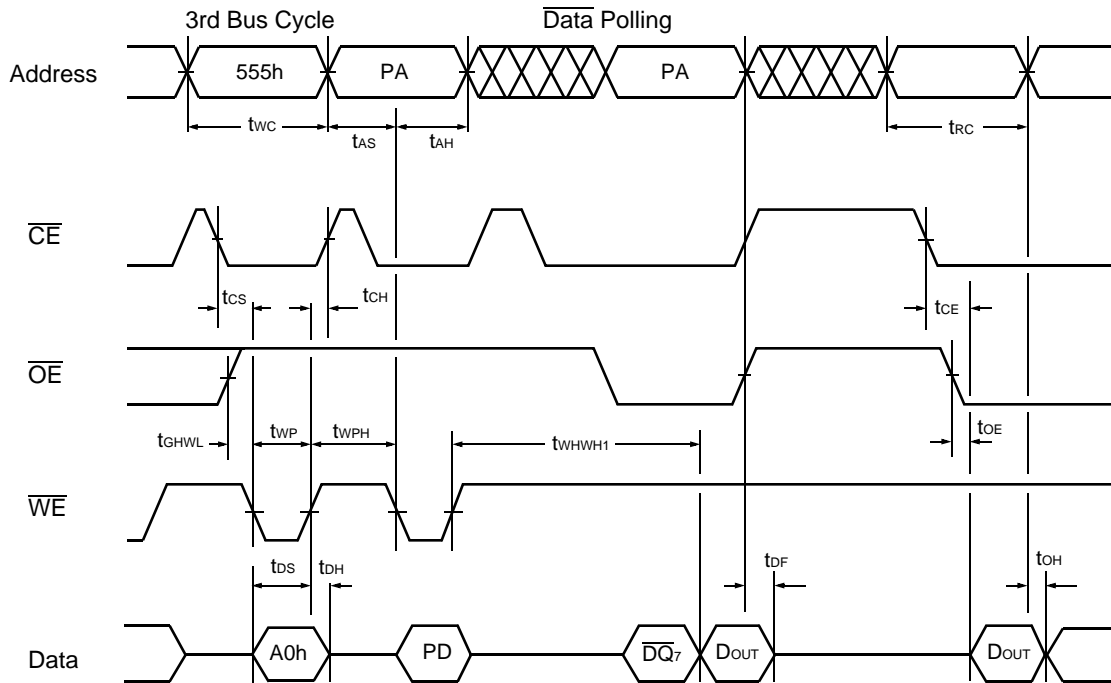 3rd Bus Cycle Data Polling
Address 555h PA PA
tWC tAS tAH tRC
CE
tCS tCH tCE
OE
tGHWL tWP tWPH tWHWH1 tOE
WE
tDS tDH tDF tOH
Data A0h PD DQ7 DOUT DOUT